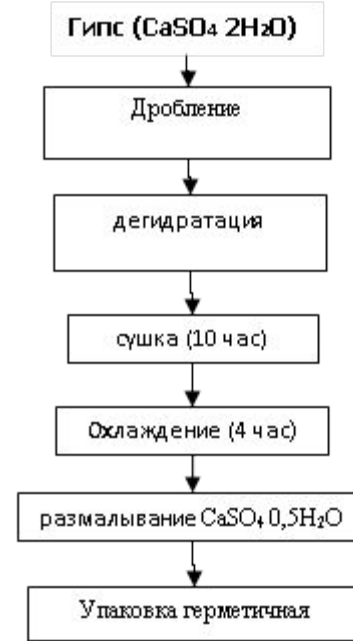 Гипс (CaSO₄ 2H₂O)
Дробление
дегидратация
сушка (10 час)
Охлаждение (4 час)
размалывание CaSO₄ 0,5H₂O
Упаковка герметичная